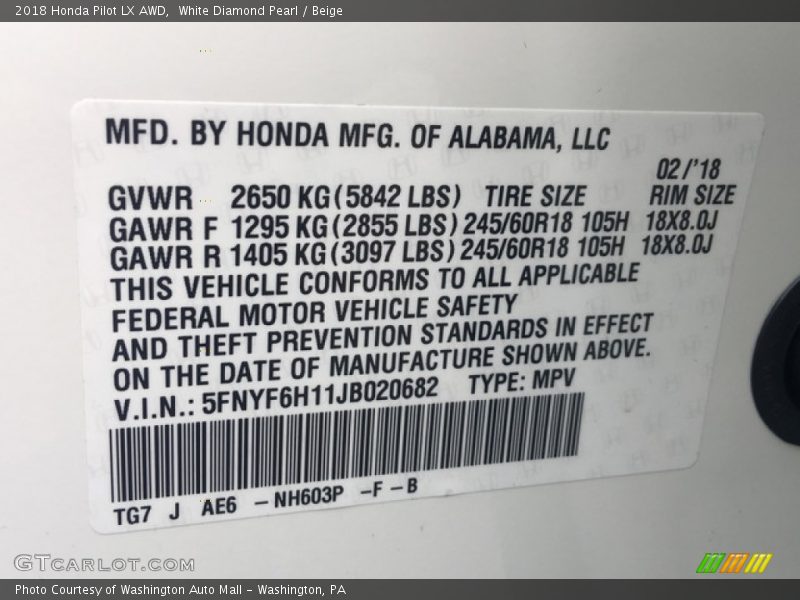 2018 Honda Pilot LX AWD,  White Diamond Pearl / Beige
MFD. BY HONDA MFG. OF ALABAMA, LLC
02/'18
GVWR 2650 KG(5842 LBS) TIRE SIZE RIM SIZE
GAWR F 1295 KG(2855 LBS) 245/60R18 105H 18X8.0J
GAWR R 1405 KG(3097 LBS) 245/60R18 105H 18X8.0J
THIS VEHICLE CONFORMS TO ALL APPLICABLE
FEDERAL MOTOR VEHICLE SAFETY
AND THEFT PREVENTION STANDARDS IN EFFECT
ON THE DATE OF MANUFACTURE SHOWN ABOVE.
V.I.N.: 5FNYF6H11JB020682 TYPE: MPV
TG7 J AE6 -NH603P -F-B
GTCARLOT.COM
Photo Courtesy of Washington Auto Mall - Washington, PA